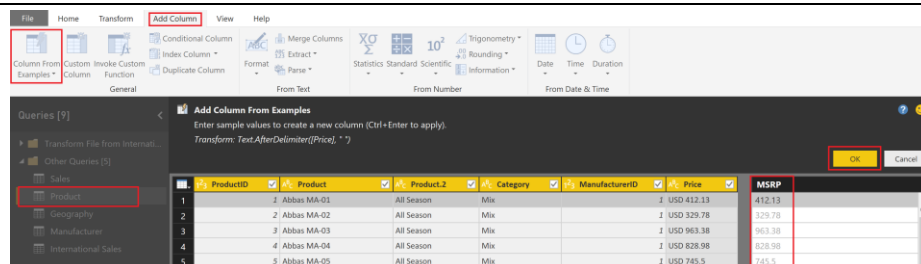 File Home Transform Add Column View Help
Column From Examples Custom Column Invoke Custom Function
Conditional Column
Index Column
Duplicate Column
General
Format
ABC
Merge Columns
Extract
Parse
From Text
Statistics Standard Scientific
10²
Trigonometry
Rounding
Information
From Number
Date Time Duration
From Date & Time
Queries [9]
Transform File from Internati...
Other Queries [5]
Sales
Product
Geography
Manufacturer
International Sales
Add Column From Examples
Enter sample values to create a new column (Ctrl+Enter to apply).
Transform: Text.AfterDelimiter([Price], " ")
OK Cancel
ProductID Product Product.2 Category ManufacturerID Price MSRP
1 1 Abbas MA-01 All Season Mix 1 USD 412.13 412.13
2 2 Abbas MA-02 All Season Mix 1 USD 329.78 329.78
3 3 Abbas MA-03 All Season Mix 1 USD 963.38 963.38
4 4 Abbas MA-04 All Season Mix 1 USD 828.98 828.98
5 5 Abbas MA-05 All Season Mix 1 USD 745.5 745.5